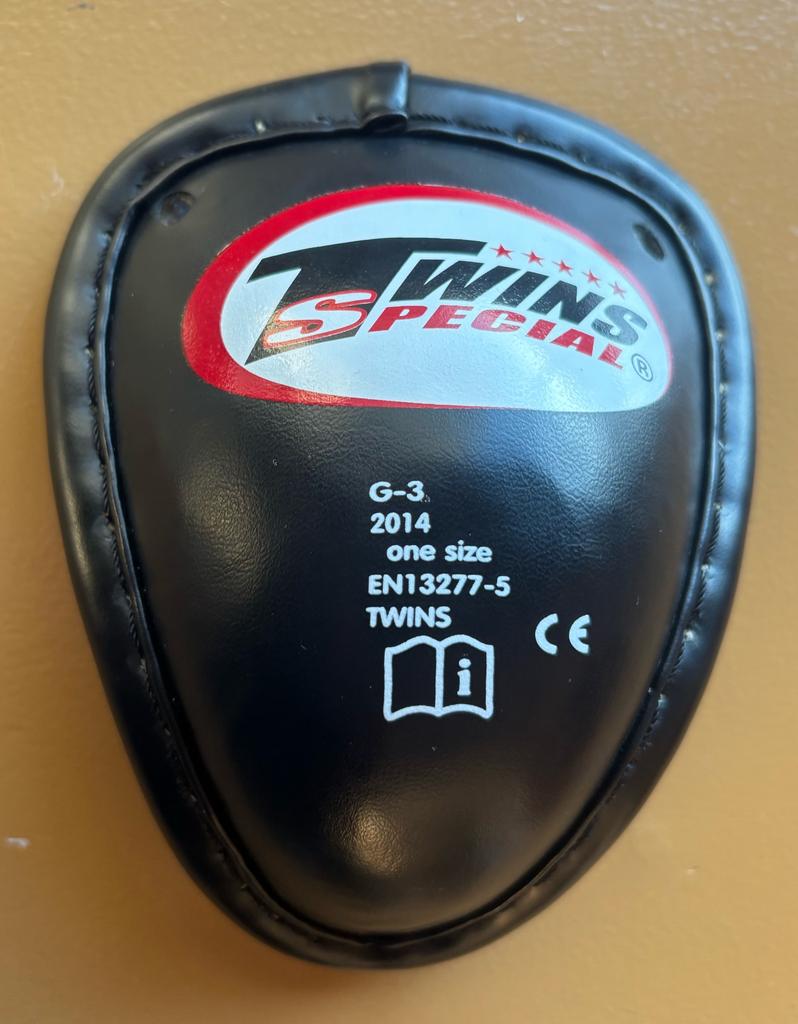 TWINS
SPECIAL®
G-3
2014
one size
EN13277-5
TWINS
CE
i